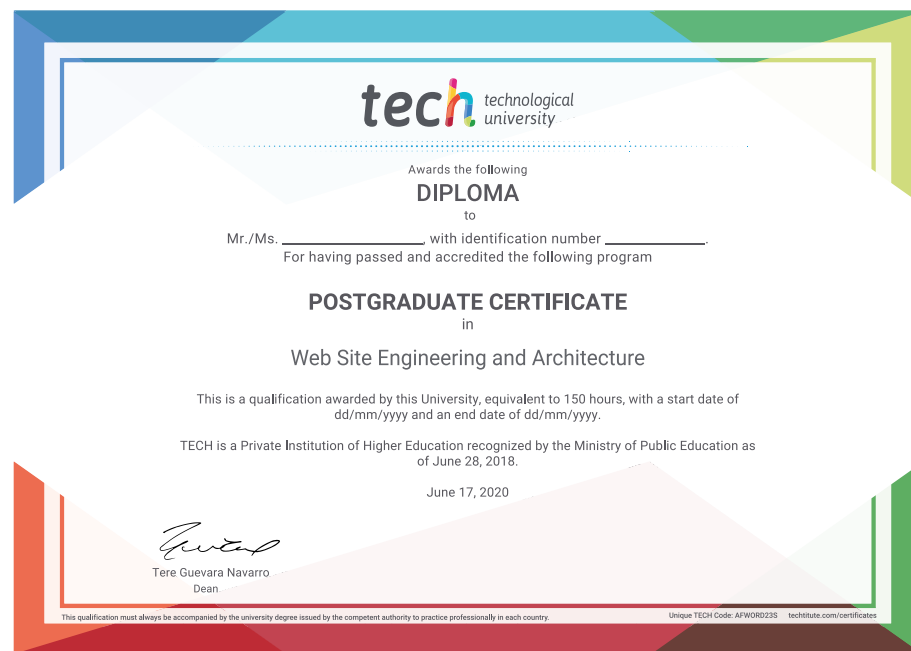 tech technological
university
Awards the following
DIPLOMA
to
Mr./Ms. ____________________, with identification number ______________.
For having passed and accredited the following program
POSTGRADUATE CERTIFICATE
in
Web Site Engineering and Architecture
This is a qualification awarded by this University, equivalent to 150 hours, with a start date of
dd/mm/yyyy and an end date of dd/mm/yyyy.
TECH is a Private Institution of Higher Education recognized by the Ministry of Public Education as
of June 28, 2018.
June 17, 2020
Tere Guevara Navarro
Dean
This qualification must always be accompanied by the university degree issued by the competent authority to practice professionally in each country.
Unique TECH Code: AFWORD23S techtitute.com/certificates